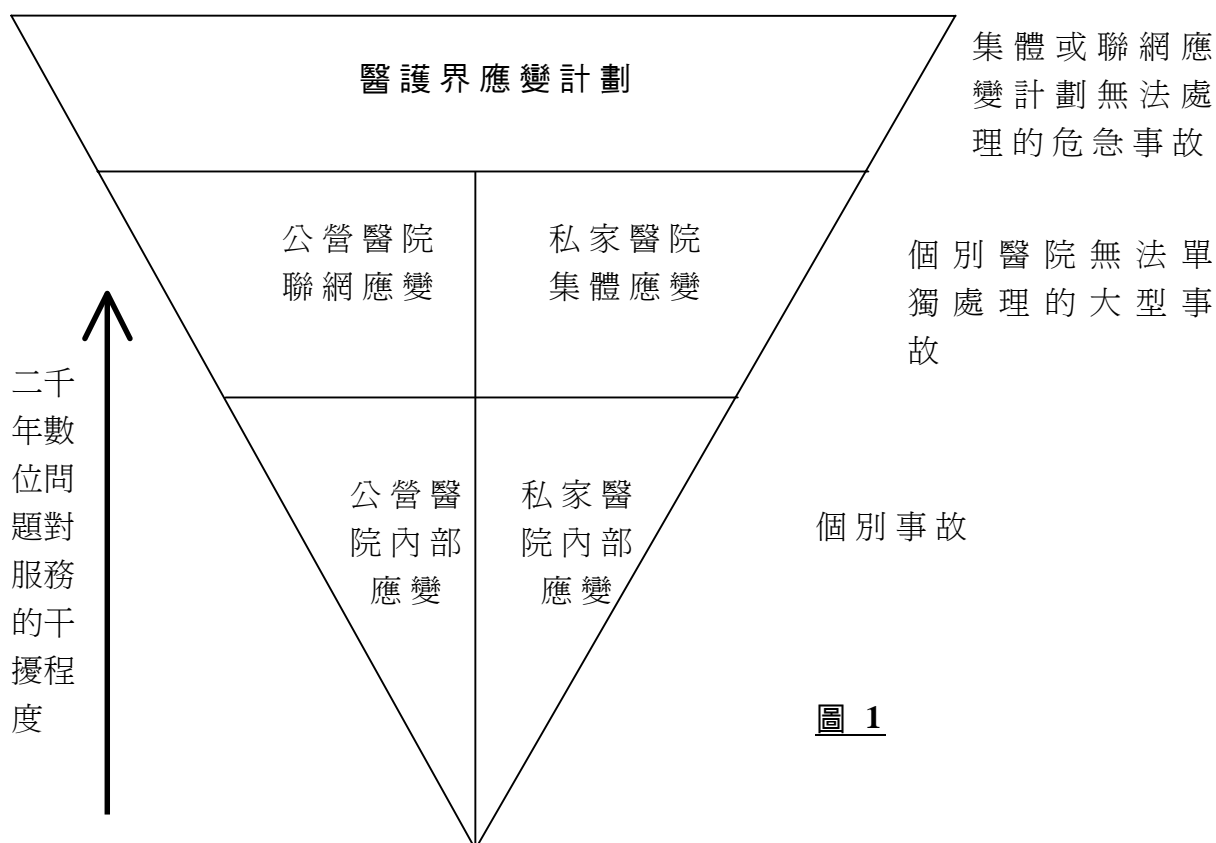 醫護界應變計劃
集體或聯網應
變計劃無法處
理的危急事故
公營醫院
聯網應變
私家醫院
集體應變
個別醫院無法單
獨處理的大型事
故
二千
年數
位問
題對
服務
的干
擾程
度
公營醫
院內部
應變
私家醫
院內部
應變
個別事故
圖 1